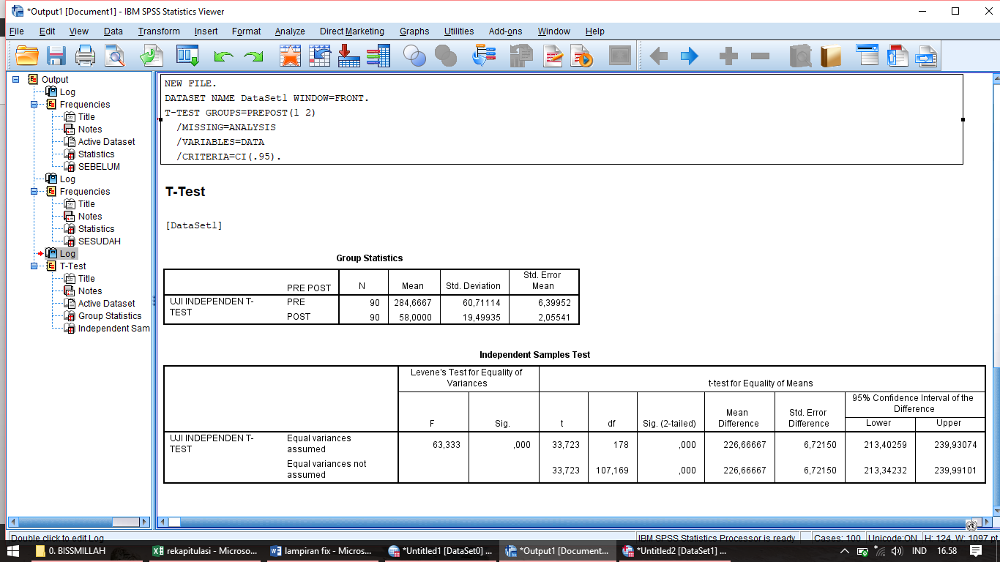 *Output1 [Document1] - IBM SPSS Statistics Viewer
File Edit View Data Transform Insert Format Analyze Direct Marketing Graphs Utilities Add-ons Window Help
Output
Log
Frequencies
Title
Notes
Active Dataset
Statistics
SEBELUM
Log
Frequencies
Title
Notes
Statistics
SESUDAH
Log
T-Test
Title
Notes
Active Dataset
Group Statistics
Independent Sam
NEW FILE.
DATASET NAME DataSet1 WINDOW=FRONT.
T-TEST GROUPS=PREPOST(1 2)
/MISSING=ANALYSIS
/VARIABLES=DATA
/CRITERIA=CI(.95).
T-Test
[DataSet1]
Group Statistics
PRE POST N Mean Std. Deviation Std. Error
Mean
UJI INDEPENDEN T- PRE 90 284,6667 60,71114 6,39952
TEST POST 90 58,0000 19,49935 2,05541
Independent Samples Test
Levene's Test for Equality of
Variances
t-test for Equality of Means
F Sig. t df Sig. (2-tailed)
Mean
Difference
Std. Error
Difference
95% Confidence Interval of the
Difference
Lower Upper
UJI INDEPENDEN T-
TEST
Equal variances
assumed
63,333 ,000 33,723 178 ,000 226,66667 6,72150 213,40259 239,93074
Equal variances not
assumed
33,723 107,169 ,000 226,66667 6,72150 213,34232 239,99101
Double click to edit Log IBM SPSS Statistics Processor is ready Cases: 100 Unicode:ON H: 124, W: 1097 pt
0. BISSMILLAH rekapitulasi - Microso... lampiran fix - Micros... *Untitled1 [DataSet0] ... *Output1 [Document... *Untitled2 [DataSet1] ... IND 16.58